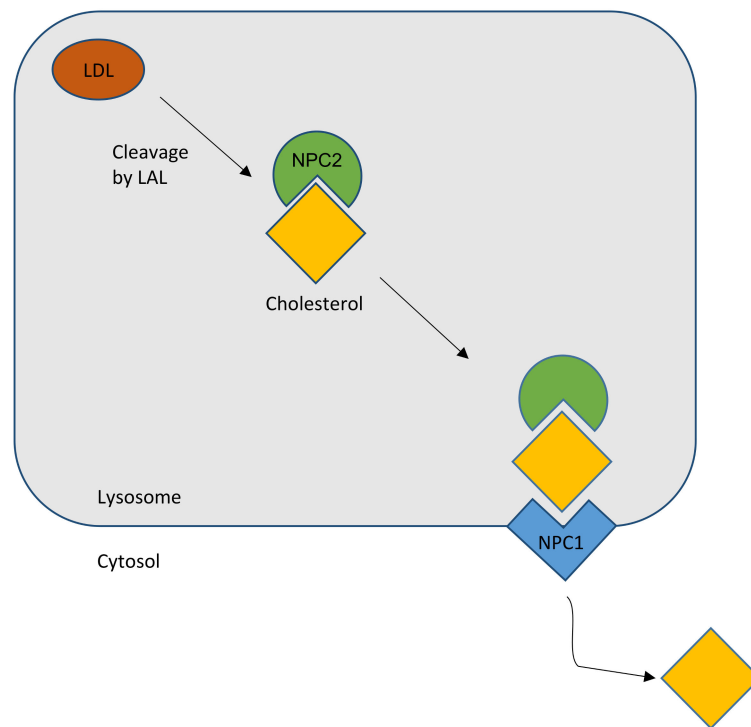 LDL
Cleavage
by LAL
NPC2
Cholesterol
Lysosome
NPC1
Cytosol